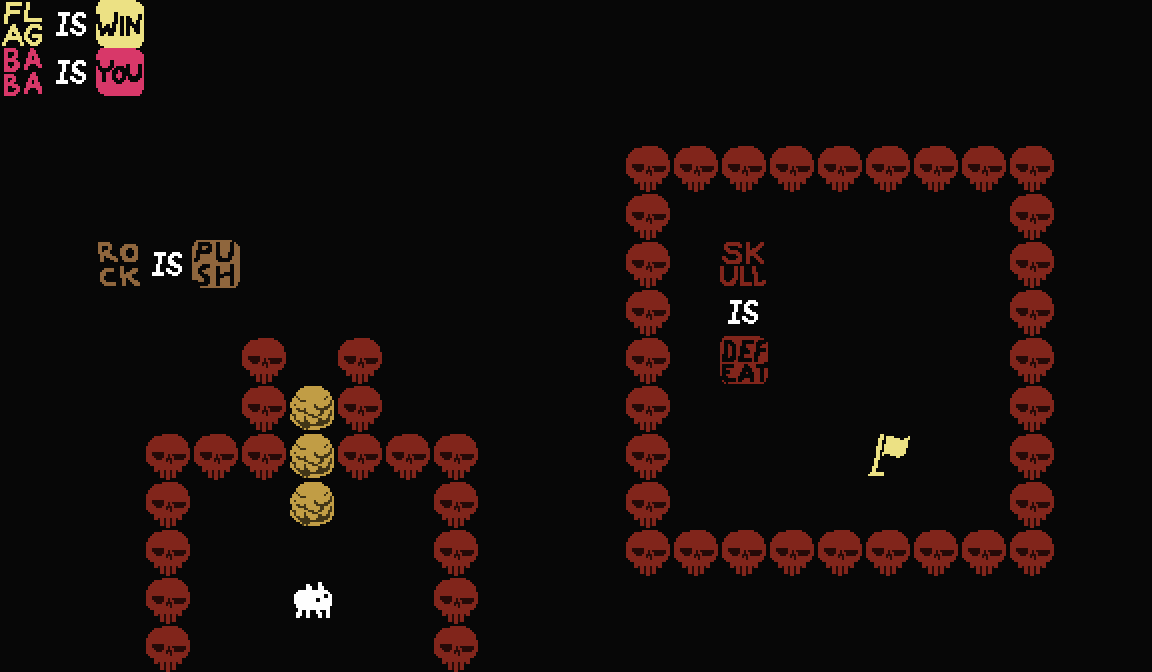 FLAG IS WIN
BABA IS YOU
ROCK IS PUSH
SKULL
IS
DEFEAT